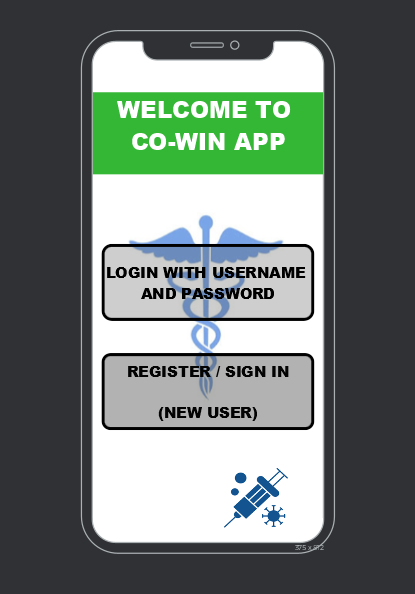 WELCOME TO
CO-WIN APP
LOGIN WITH USERNAME
AND PASSWORD
REGISTER / SIGN IN
(NEW USER)